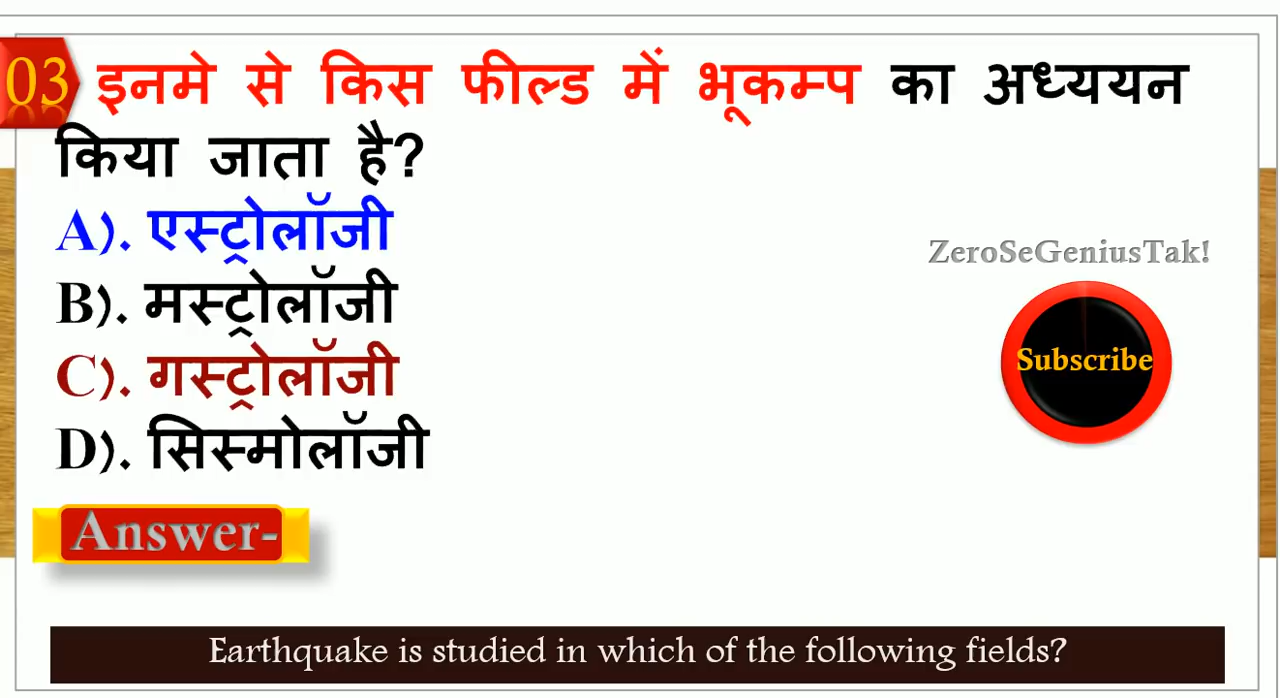 03 इनमे से किस फील्ड में भूकम्प का अध्ययन
किया जाता है?
A). एस्ट्रोलॉजी
B). मस्ट्रोलॉजी
C). गस्ट्रोलॉजी
D). सिस्मोलॉजी
ZeroSeGeniusTak!
Subscribe
Answer-
Earthquake is studied in which of the following fields?